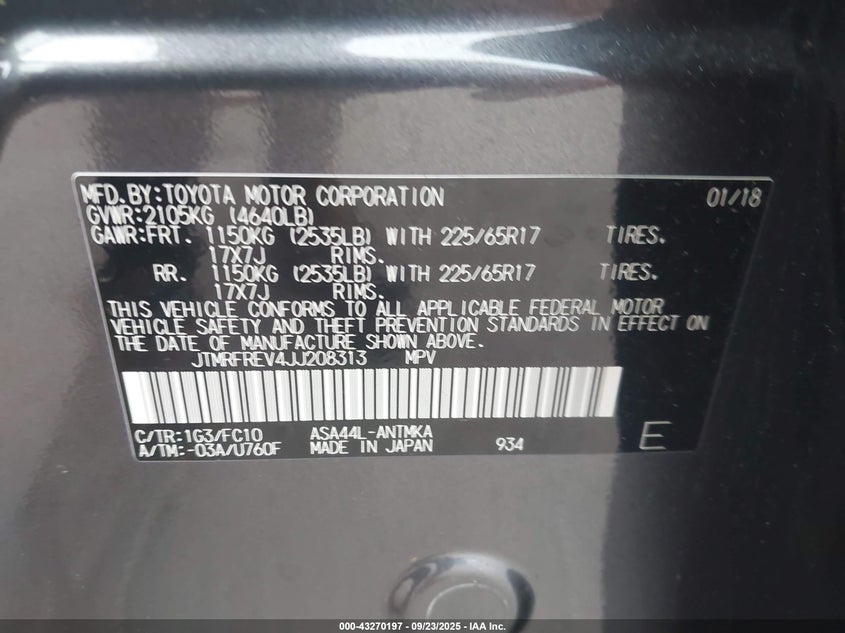 MFD.BY:TOYOTA MOTOR CORPORATION 01/18
GVWR:2105KG (4640LB)
GAWR:FRT. 1150KG (2535LB) WITH 225/65R17 TIRES.
17X7J RIMS.
RR. 1150KG (2535LB) WITH 225/65R17 TIRES.
17X7J RIMS.
THIS VEHICLE CONFORMS TO ALL APPLICABLE FEDERAL MOTOR
VEHICLE SAFETY AND THEFT PREVENTION STANDARDS IN EFFECT ON
THE DATE OF MANUFACTURE SHOWN ABOVE.
JTMRFREV4JJ208313 MPV
C/TR:1G3/FC10 ASA44L-ANTMKA
A/TM:-03A/U760F MADE IN JAPAN 934 E
000-43270197 - 09/23/2025 - IAA Inc.